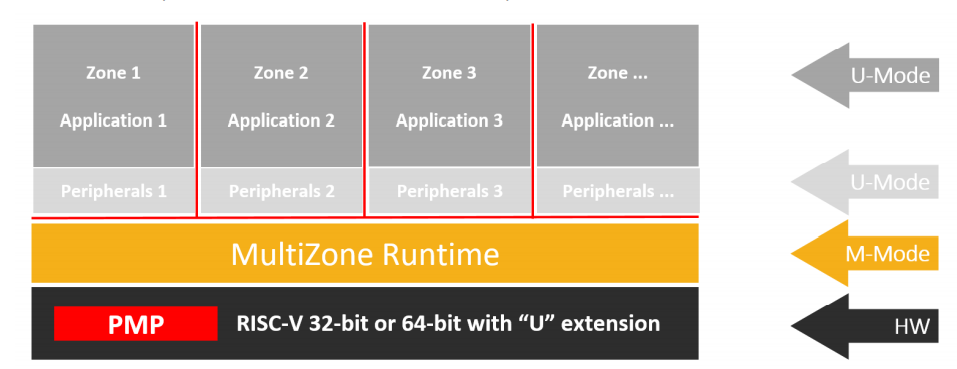 Zone 1
Zone 2
Zone 3
Zone ...
U-Mode
Application 1
Application 2
Application 3
Application ...
Peripherals 1
Peripherals 2
Peripherals 3
Peripherals ...
U-Mode
MultiZone Runtime
M-Mode
PMP
RISC-V 32-bit or 64-bit with “U” extension
HW